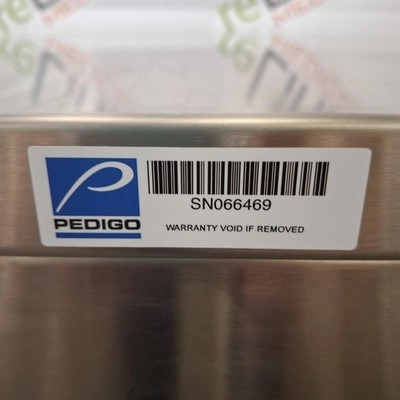 PEDIGO
SN066469
WARRANTY VOID IF REMOVED